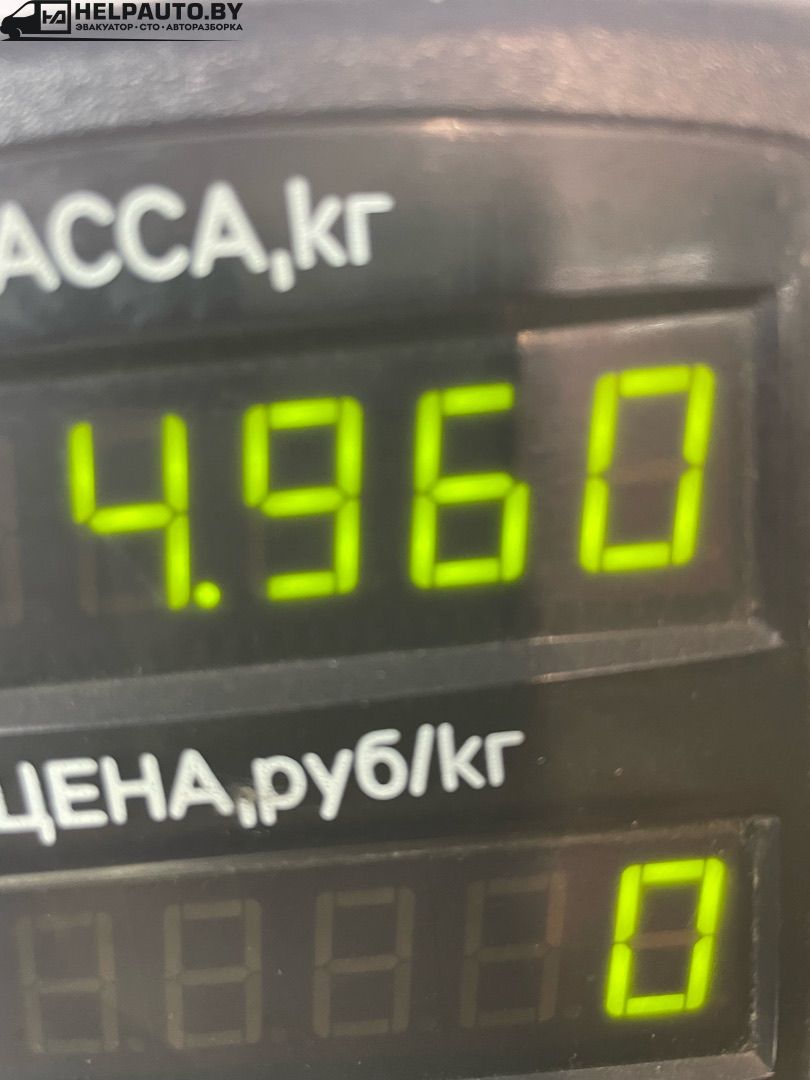 HELPAUTO.BY
ЭВАКУАТОР • СТО • АВТОРАЗБОРКА
АССА,кг
4.960
ЦЕНА,руб/кг
0